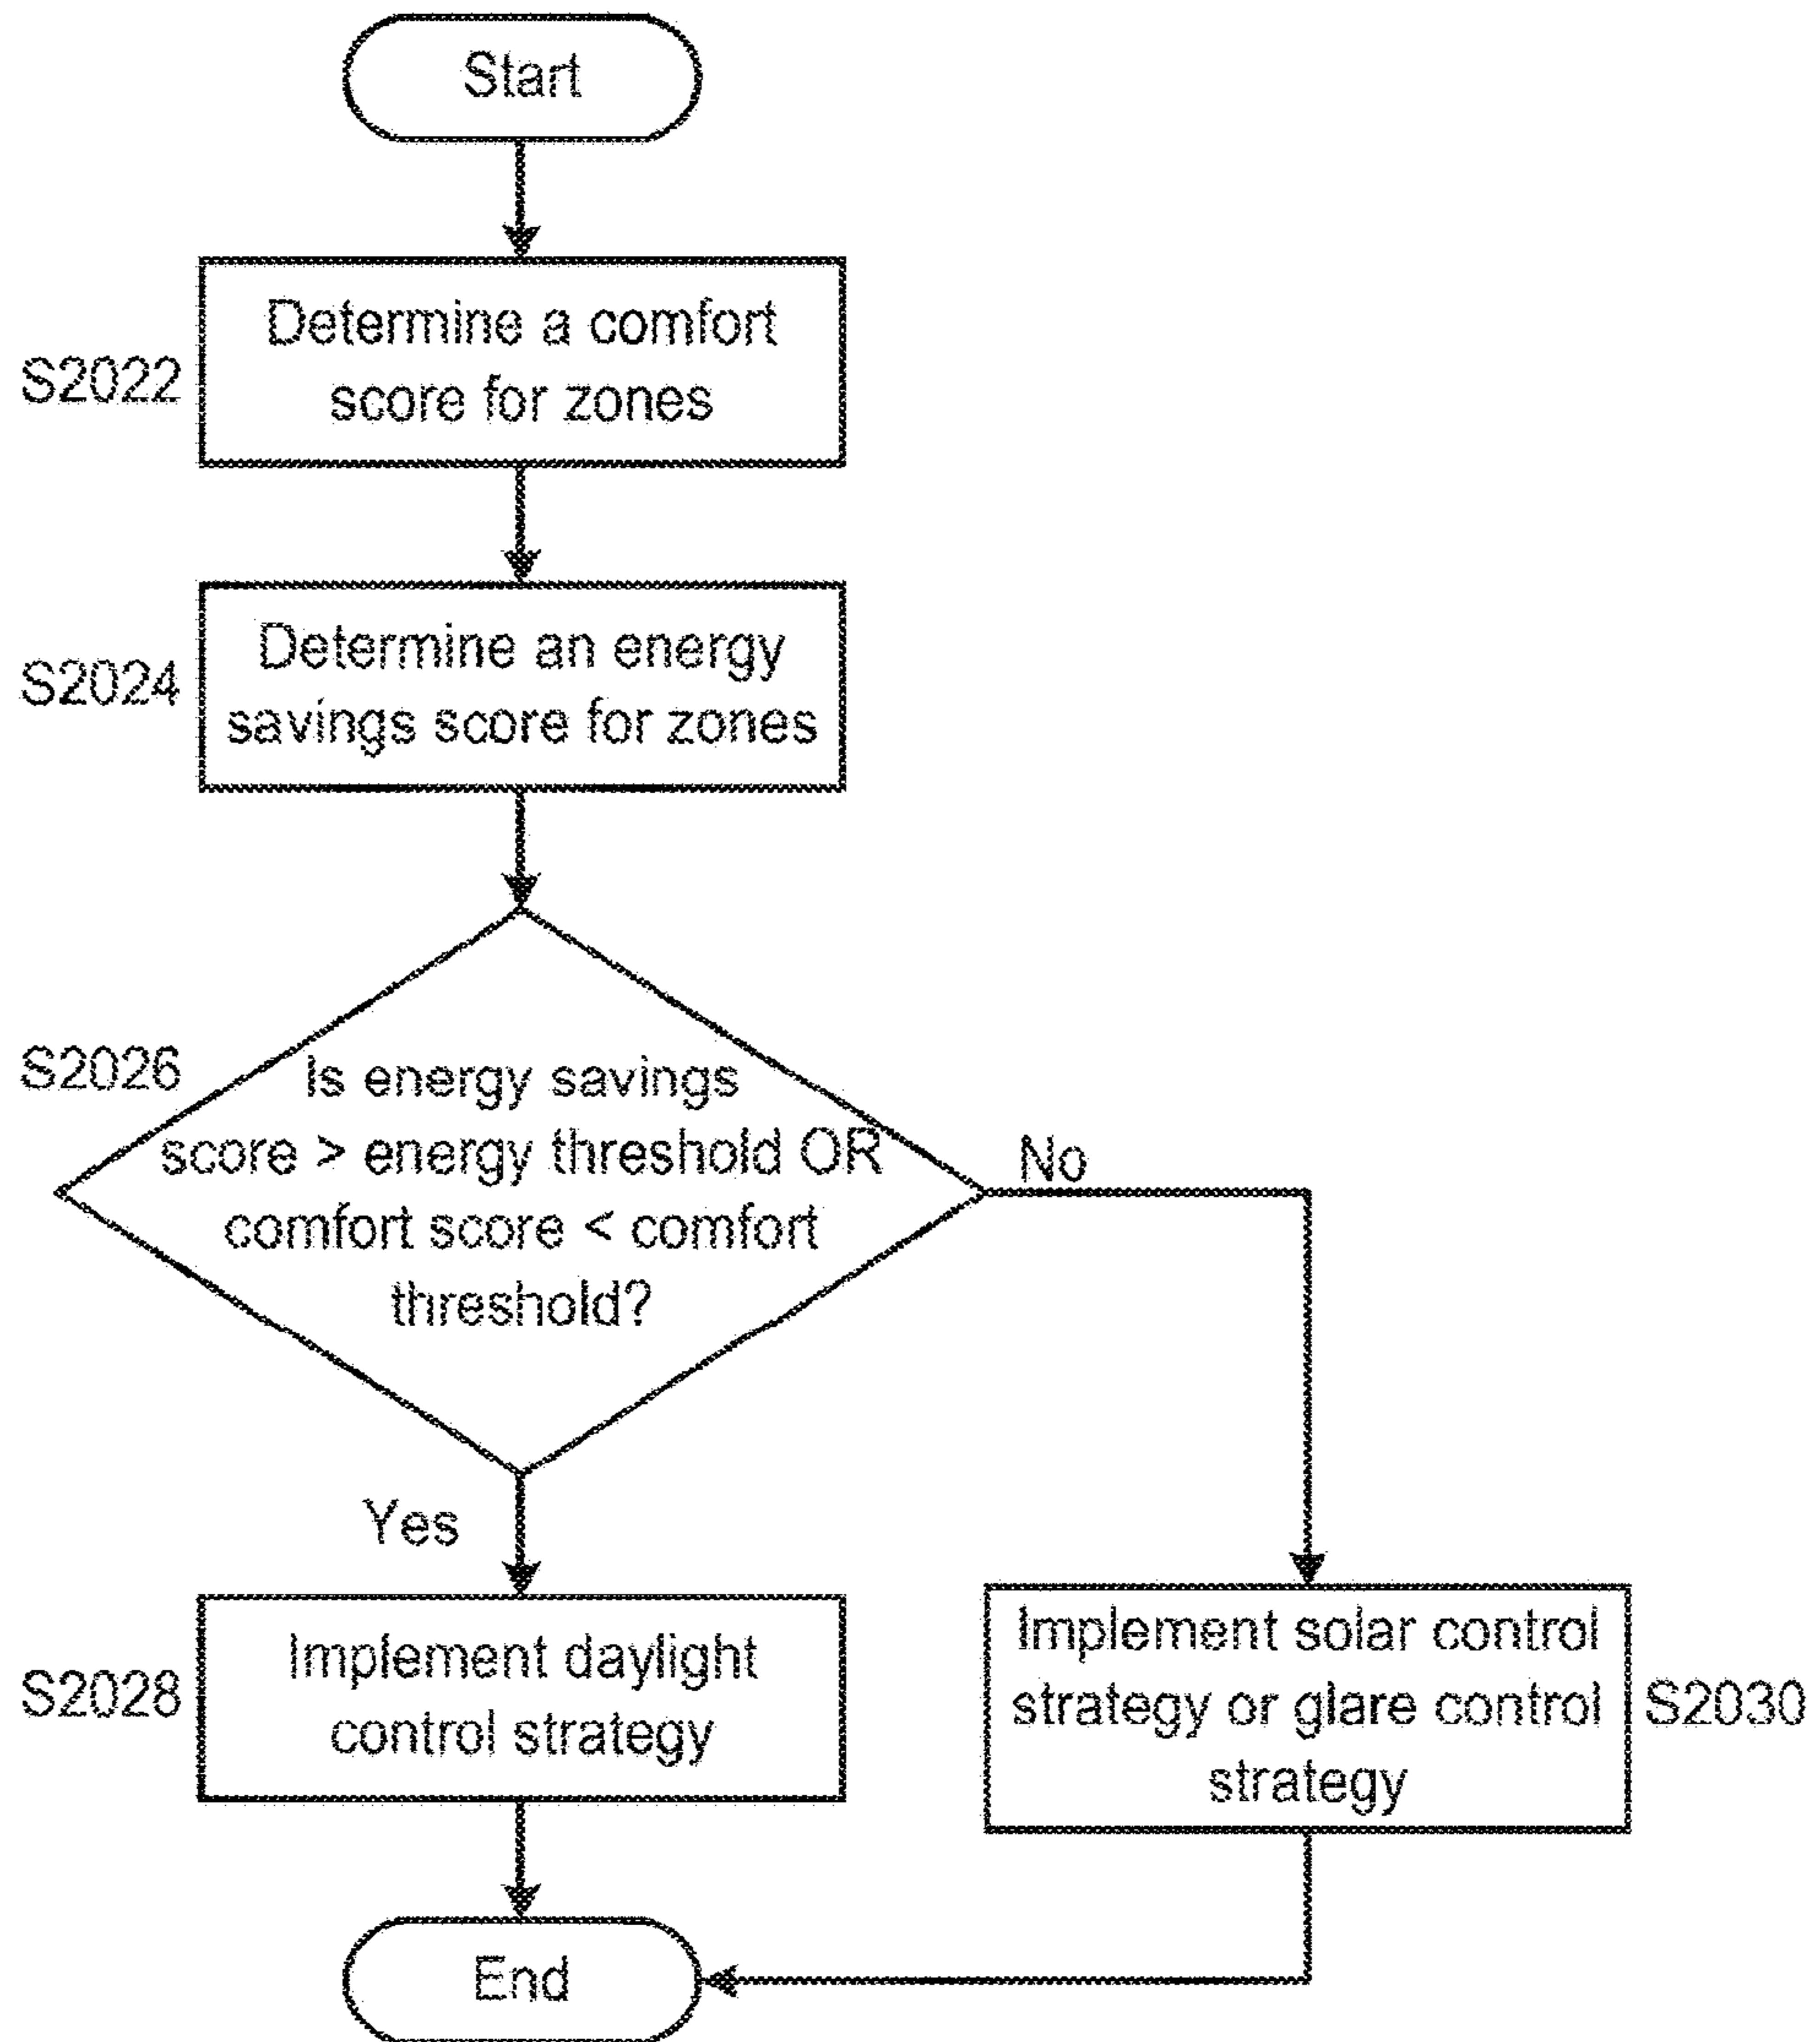 Start
S2022
Determine a comfort
score for zones
S2024
Determine an energy
savings score for zones
S2026
Is energy savings
score > energy threshold OR
comfort score < comfort
threshold?
No
Yes
S2028
Implement daylight
control strategy
Implement solar control
strategy or glare control
strategy
S2030
End